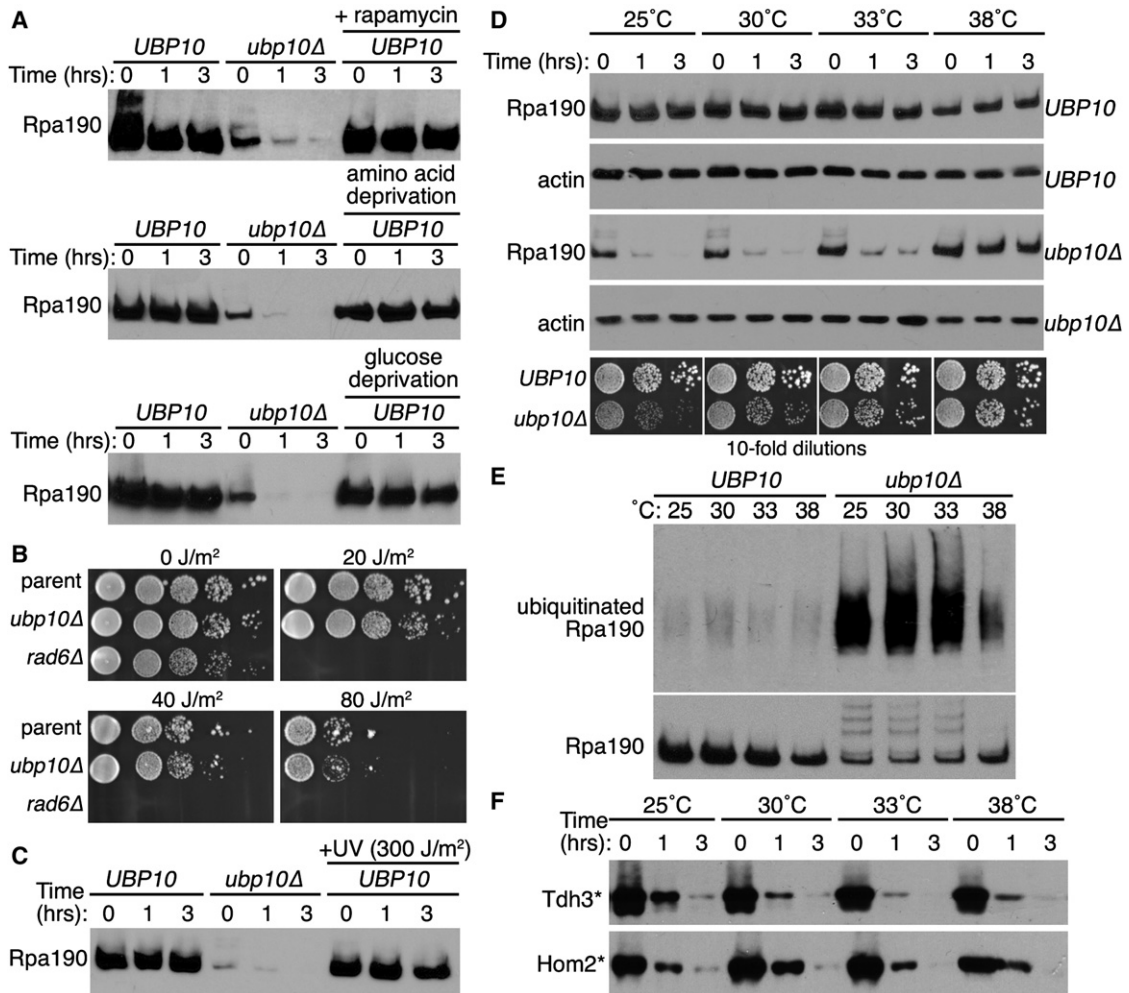 A
+ rapamycin
UBP10 ubp10Δ UBP10
Time (hrs): 0 1 3 0 1 3 0 1 3
Rpa190
amino acid
deprivation
UBP10 ubp10Δ UBP10
Time (hrs): 0 1 3 0 1 3 0 1 3
Rpa190
glucose
deprivation
UBP10 ubp10Δ UBP10
Time (hrs): 0 1 3 0 1 3 0 1 3
Rpa190
B
0 J/m² 20 J/m²
parent
ubp10Δ
rad6Δ
40 J/m² 80 J/m²
parent
ubp10Δ
rad6Δ
C
+UV (300 J/m²)
UBP10 ubp10Δ UBP10
Time
(hrs): 0 1 3 0 1 3 0 1 3
Rpa190
D
25˚C 30˚C 33˚C 38˚C
Time (hrs): 0 1 3 0 1 3 0 1 3 0 1 3
Rpa190 UBP10
actin UBP10
Rpa190 ubp10Δ
actin ubp10Δ
UBP10
ubp10Δ
10-fold dilutions
E
UBP10 ubp10Δ
˚C: 25 30 33 38 25 30 33 38
ubiquitinated
Rpa190
Rpa190
F
25˚C 30˚C 33˚C 38˚C
Time
(hrs): 0 1 3 0 1 3 0 1 3 0 1 3
Tdh3*
Hom2*